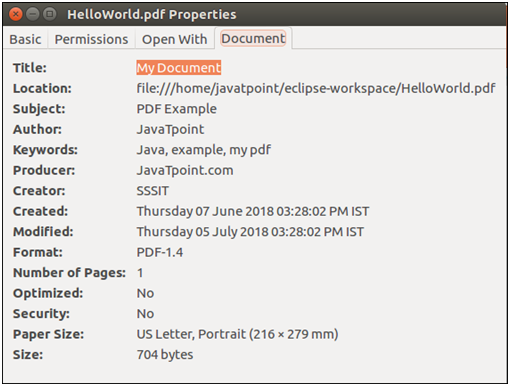 HelloWorld.pdf Properties
Basic Permissions Open With Document
Title: My Document
Location: file:///home/javatpoint/eclipse-workspace/HelloWorld.pdf
Subject: PDF Example
Author: JavaTpoint
Keywords: Java, example, my pdf
Producer: JavaTpoint.com
Creator: SSSIT
Created: Thursday 07 June 2018 03:28:02 PM IST
Modified: Thursday 05 July 2018 03:28:02 PM IST
Format: PDF-1.4
Number of Pages: 1
Optimized: No
Security: No
Paper Size: US Letter, Portrait (216 × 279 mm)
Size: 704 bytes